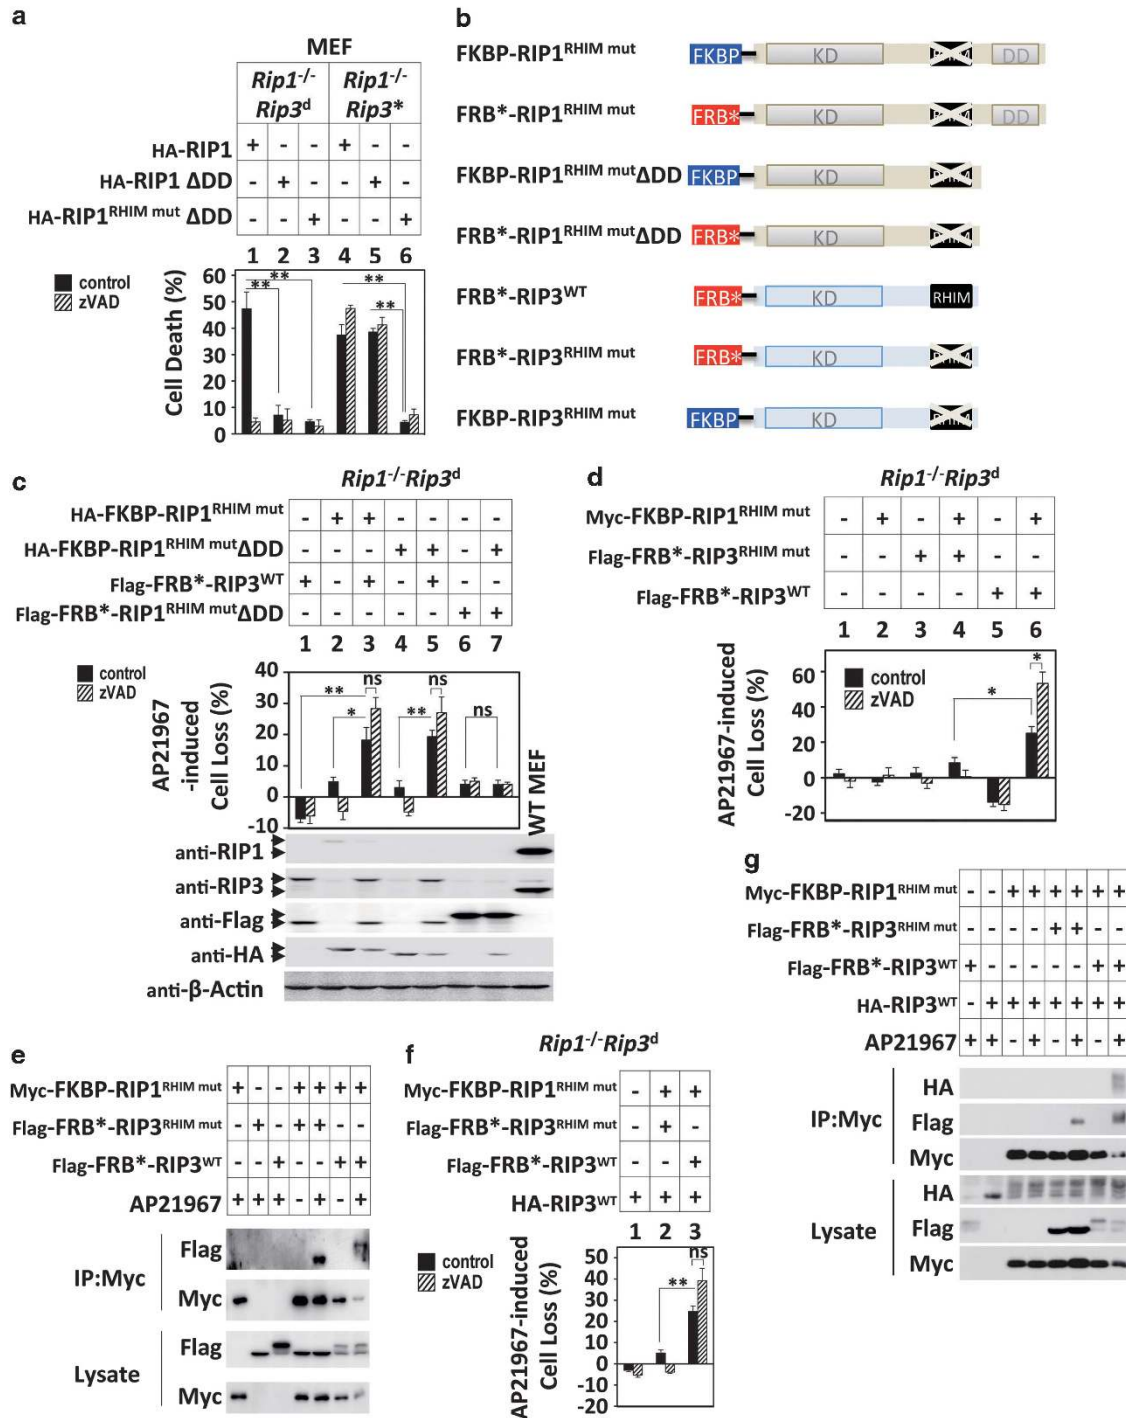 a
MEF
Rip1-/- Rip1-/-
Rip3d Rip3*
HA-RIP1 + - - + - -
HA-RIP1 ΔDD - + - - + -
HA-RIP1RHIM mut ΔDD - - + - - +
1 2 3 4 5 6
control
zVAD
Cell Death (%)
60
50
40
30
20
10
0
** ** ** **
b
FKBP-RIP1RHIM mut FKBP KD DD
FRB*-RIP1RHIM mut FRB* KD DD
FKBP-RIP1RHIM mutΔDD FKBP KD
FRB*-RIP1RHIM mutΔDD FRB* KD
FRB*-RIP3WT FRB* KD RHIM
FRB*-RIP3RHIM mut FRB* KD
FKBP-RIP3RHIM mut FKBP KD
c
Rip1-/-Rip3d
HA-FKBP-RIP1RHIM mut - + + - - - -
HA-FKBP-RIP1RHIM mutΔDD - - - + + - +
Flag-FRB*-RIP3WT + - + - + - -
Flag-FRB*-RIP1RHIM mutΔDD - - - - - + +
1 2 3 4 5 6 7
control
zVAD
AP21967
-induced
Cell Loss (%)
40
30
20
10
0
-10
** * ns ** ns ns
WT MEF
anti-RIP1
anti-RIP3
anti-Flag
anti-HA
anti-β-Actin
d
Rip1-/-Rip3d
Myc-FKBP-RIP1RHIM mut - + - + - +
Flag-FRB*-RIP3RHIM mut - - + + - -
Flag-FRB*-RIP3WT - - - - + +
1 2 3 4 5 6
control
zVAD
AP21967-induced
Cell Loss (%)
60
40
20
0
-20
* *
e
Myc-FKBP-RIP1RHIM mut + - - + + + +
Flag-FRB*-RIP3RHIM mut - + - + + - -
Flag-FRB*-RIP3WT - - + - - + +
AP21967 + + + - + - +
IP:Myc
Flag
Myc
Lysate
Flag
Myc
f
Rip1-/-Rip3d
Myc-FKBP-RIP1RHIM mut - + +
Flag-FRB*-RIP3RHIM mut - + -
Flag-FRB*-RIP3WT - - +
HA-RIP3WT + + +
1 2 3
control
zVAD
AP21967-induced
Cell Loss (%)
50
40
30
20
10
0
-10
-20
** ns
g
Myc-FKBP-RIP1RHIM mut - - + + + + + +
Flag-FRB*-RIP3RHIM mut - - - - + + - -
Flag-FRB*-RIP3WT + - - - - - + +
HA-RIP3WT - + + + + + + +
AP21967 + + - + - + - +
IP:Myc
HA
Flag
Myc
Lysate
HA
Flag
Myc